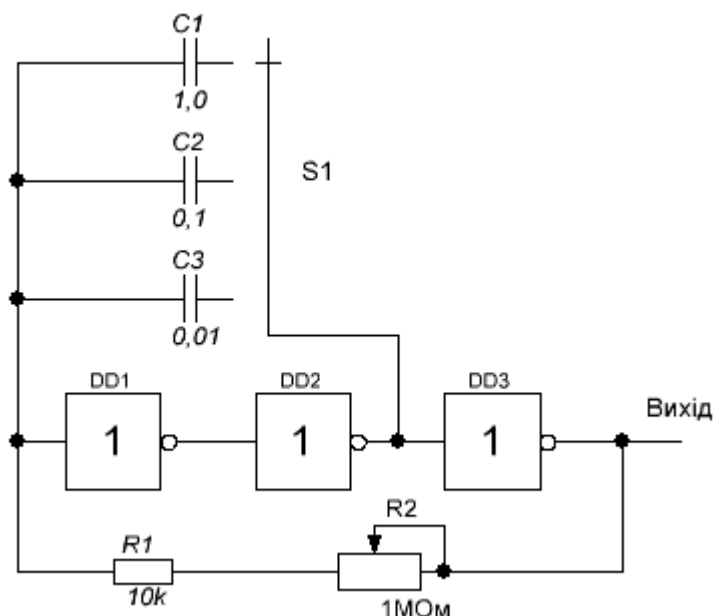 C1
1,0
C2
S1
0,1
C3
0,01
DD1 DD2 DD3
1 1 1
Вихід
R1 R2
10k
1МОм